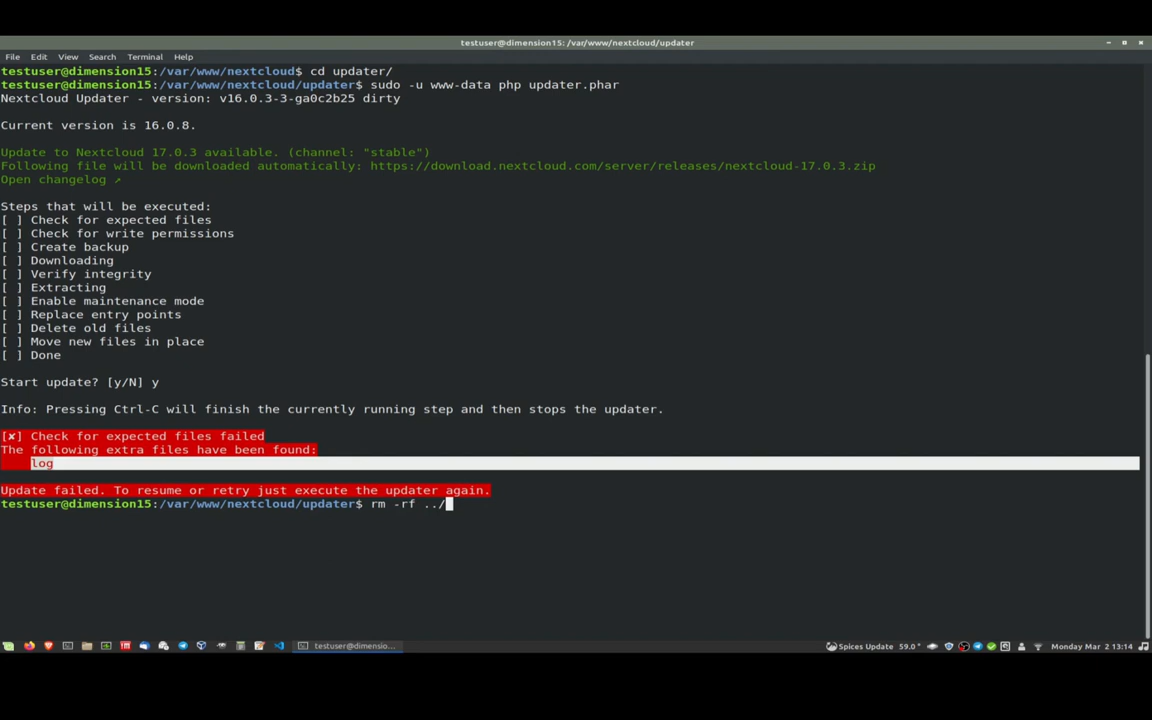 testuser@dimension15: /var/www/nextcloud/updater
File Edit View Search Terminal Help
testuser@dimension15:/var/www/nextcloud$ cd updater/
testuser@dimension15:/var/www/nextcloud/updater$ sudo -u www-data php updater.phar
Nextcloud Updater - version: v16.0.3-3-ga0c2b25 dirty
Current version is 16.0.8.
Update to Nextcloud 17.0.3 available. (channel: "stable")
Following file will be downloaded automatically: https://download.nextcloud.com/server/releases/nextcloud-17.0.3.zip
Open changelog ↗
Steps that will be executed:
[ ] Check for expected files
[ ] Check for write permissions
[ ] Create backup
[ ] Downloading
[ ] Verify integrity
[ ] Extracting
[ ] Enable maintenance mode
[ ] Replace entry points
[ ] Delete old files
[ ] Move new files in place
[ ] Done
Start update? [y/N] y
Info: Pressing Ctrl-C will finish the currently running step and then stops the updater.
[✘] Check for expected files failed
The following extra files have been found:
log
Update failed. To resume or retry just execute the updater again.
testuser@dimension15:/var/www/nextcloud/updater$ rm -rf ../
testuser@dimensio...
Spices Update 59.0° Monday Mar 2 13:14